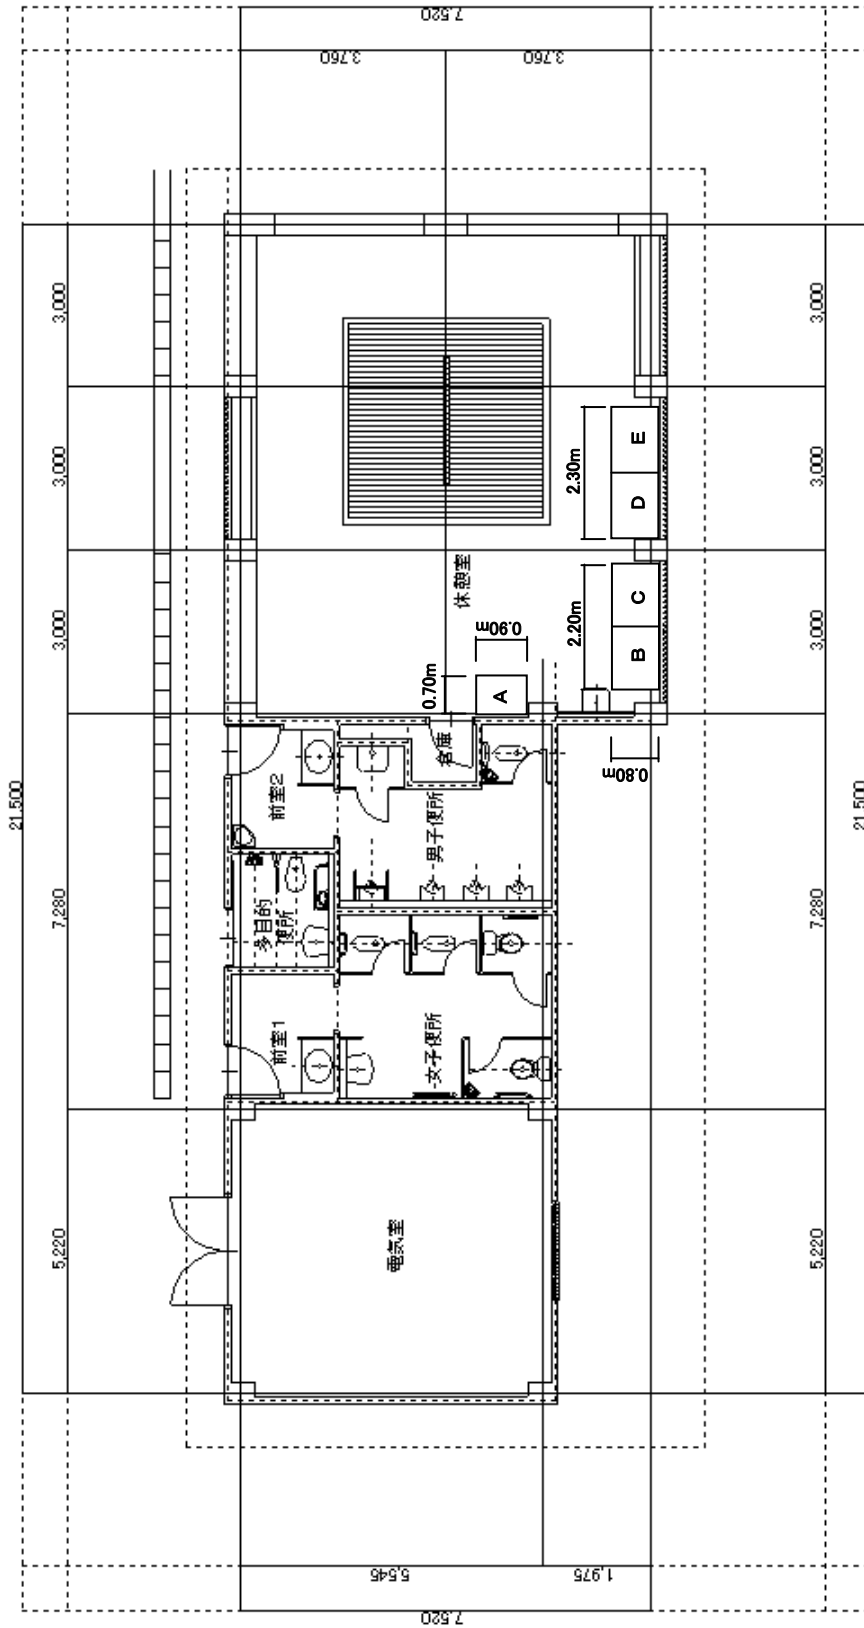 7,520
3,760
3,760
3,000
3,000
3,000
3,000
2.30m
E
D
休憩室
3,000
3,000
2.20m
C
B
0.90m
0.70m
A
倉庫
0.80m
21,500
21,500
前室2
男子便所
7,280
7,280
多目的
便所
前室1
女子便所
5,220
5,220
電気室
5,545
1,975
7,520